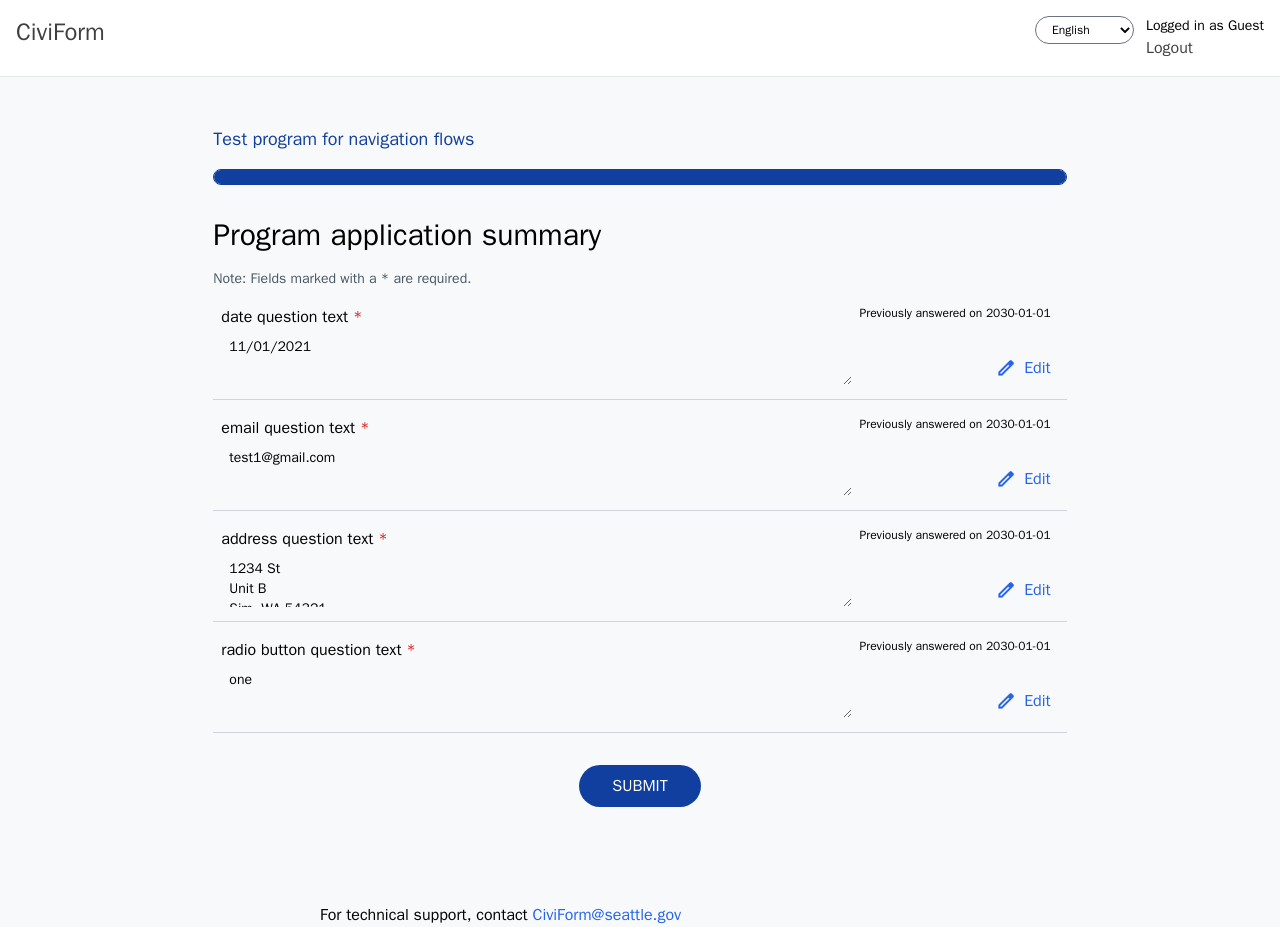 CiviForm
English
Logged in as Guest
Logout
Test program for navigation flows
Program application summary
Note: Fields marked with a * are required.
date question text *
Previously answered on 2030-01-01
11/01/2021
Edit
email question text *
Previously answered on 2030-01-01
test1@gmail.com
Edit
address question text *
Previously answered on 2030-01-01
1234 St
Unit B
Sim, WA 54321
Edit
radio button question text *
Previously answered on 2030-01-01
one
Edit
SUBMIT
For technical support, contact CiviForm@seattle.gov